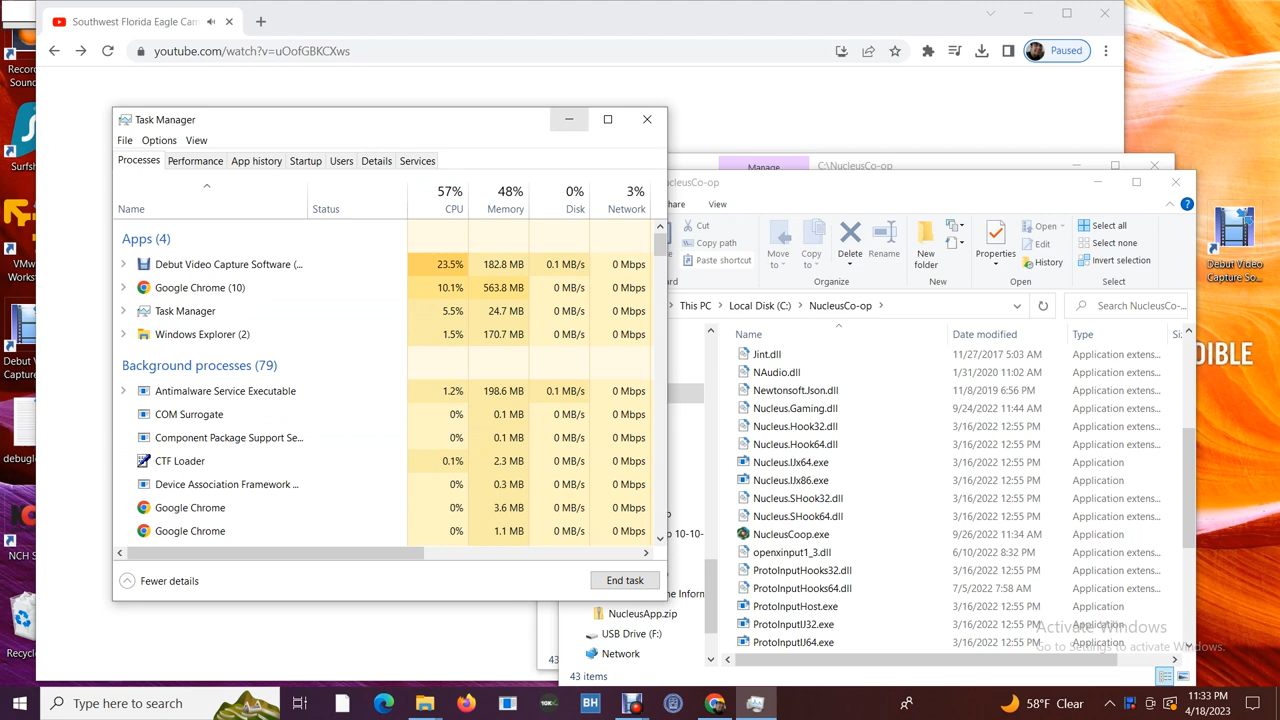 Southwest Florida Eagle Cam
youtube.com/watch?v=uOofGBKCXws
Paused
Record
Soun
Surfsh
VMw
Debut V
Capture
debugle
NCH S
Recycl
Task Manager
File Options View
Processes Performance App history Startup Users Details Services
57% 48% 0% 3%
Name Status CPU Memory Disk Network
Apps (4)
Debut Video Capture Software (... 23.5% 182.8 MB 0.1 MB/s 0 Mbps
Google Chrome (10) 10.1% 563.8 MB 0 MB/s 0 Mbps
Task Manager 5.5% 24.7 MB 0 MB/s 0 Mbps
Windows Explorer (2) 1.5% 170.7 MB 0 MB/s 0 Mbps
Background processes (79)
Antimalware Service Executable 1.2% 198.6 MB 0.1 MB/s 0 Mbps
COM Surrogate 0% 0.1 MB 0 MB/s 0 Mbps
Component Package Support Se... 0% 0.1 MB 0 MB/s 0 Mbps
CTF Loader 0.1% 2.3 MB 0 MB/s 0 Mbps
Device Association Framework ... 0% 0.3 MB 0 MB/s 0 Mbps
Google Chrome 0% 3.6 MB 0 MB/s 0 Mbps
Google Chrome 0% 1.1 MB 0 MB/s 0 Mbps
Fewer details
End task
Manage C:\NucleusCo-op
ucleusCo-op
hare View
Cut
Copy path
Paste shortcut
Move to
Copy to
Delete
Rename
New folder
Properties
Open
Edit
History
Select all
Select none
Invert selection
ard Organize New Open Select
This PC Local Disk (C:) NucleusCo-op
Search NucleusCo-...
Name Date modified Type Si
Jint.dll 11/27/2017 5:03 AM Application extens...
NAudio.dll 1/31/2020 11:02 AM Application extens...
Newtonsoft.Json.dll 11/8/2019 6:56 PM Application extens...
Nucleus.Gaming.dll 9/24/2022 11:44 AM Application extens...
Nucleus.Hook32.dll 3/16/2022 12:55 PM Application extens...
Nucleus.Hook64.dll 3/16/2022 12:55 PM Application extens...
Nucleus.IJx64.exe 3/16/2022 12:55 PM Application
Nucleus.IJx86.exe 3/16/2022 12:55 PM Application
Nucleus.SHook32.dll 3/16/2022 12:55 PM Application extens...
Nucleus.SHook64.dll 3/16/2022 12:55 PM Application extens...
NucleusCoop.exe 9/26/2022 11:34 AM Application
openxinput1_3.dll 6/10/2022 8:32 PM Application extens...
ProtoInputHooks32.dll 3/16/2022 12:55 PM Application extens...
ProtoInputHooks64.dll 7/5/2022 7:58 AM Application extens...
ProtoInputHost.exe 3/16/2022 12:55 PM Application
ProtoInputIJ32.exe 3/16/2022 12:55 PM Application
ProtoInputIJ64.exe 3/16/2022 12:55 PM Application
p 10-10-
me Inforn
NucleusApp.zip
USB Drive (F:)
Network
43
43 items
Debut Video
Capture So...
DIBLE
Activate Windows
Go to Settings to activate Windows.
Type here to search
BH
58°F Clear
11:33 PM
4/18/2023